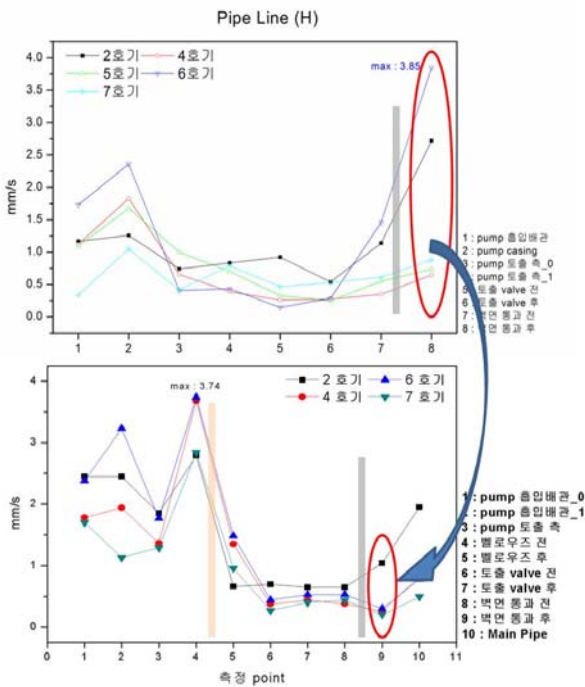 Pipe Line (H)
2호기
4호기
5호기
6호기
7호기
max : 3.85
4.0
3.5
3.0
2.5
2.0
1.5
1.0
0.5
0.0
mm/s
1 2 3 4 5 6 7 8
1 : pump 흡입배관
2 : pump casing
3 : pump 토출 측_0
: pump 토출 측_1
5 : 토출 valve 전
6 : 토출 valve 후
7 : 벽면 통과 전
8 : 벽면 통과 후
max : 3.74
2 호기
6 호기
4 호기
7 호기
4
3
2
1
0
mm/s
0 1 2 3 4 5 6 7 8 9 10 11
측정 point
1 : pump 흡입배관_0
2 : pump 흡입배관_1
3 : pump 토출 측
4 : 벨로우즈 전
5 : 벨로우즈 후
6 : 토출 valve 전
7 : 토출 valve 후
8 : 벽면 통과 전
9 : 벽면 통과 후
10 : Main Pipe